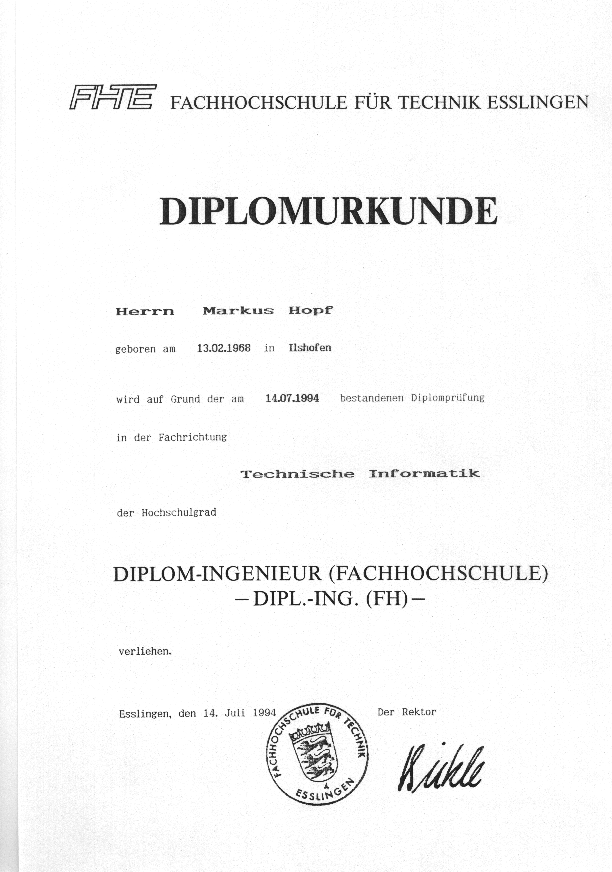 FHTE FACHHOCHSCHULE FÜR TECHNIK ESSLINGEN
DIPLOMURKUNDE
Herrn Markus Hopf
geboren am 13.02.1968 in Ilshofen
wird auf Grund der am 14.07.1994 bestandenen Diplomprüfung
in der Fachrichtung
Technische Informatik
der Hochschulgrad
DIPLOM-INGENIEUR (FACHHOCHSCHULE)
— DIPL.-ING. (FH) —
verliehen.
Esslingen, den 14. Juli 1994
Der Rektor
FACHHOCHSCHULE FÜR TECHNIK
ESSLINGEN
4